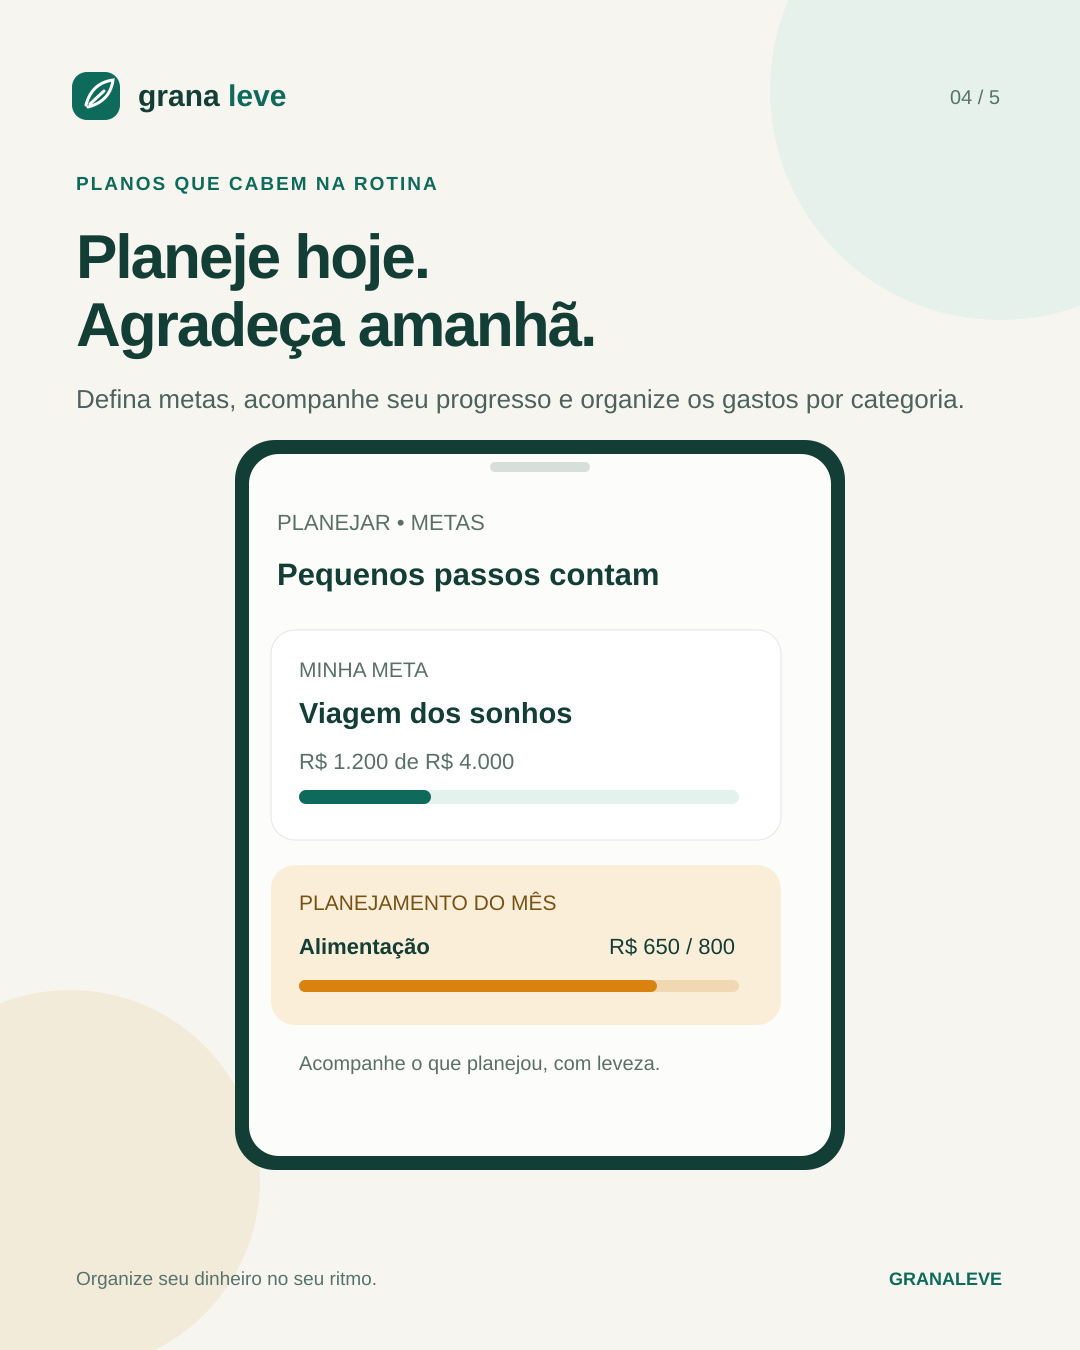 grana leve
04 / 5
PLANOS QUE CABEM NA ROTINA
Planeje hoje.
Agradeça amanhã.
Defina metas, acompanhe seu progresso e organize os gastos por categoria.
PLANEJAR • METAS
Pequenos passos contam
MINHA META
Viagem dos sonhos
R$ 1.200 de R$ 4.000
PLANEJAMENTO DO MÊS
Alimentação R$ 650 / 800
Acompanhe o que planejou, com leveza.
Organize seu dinheiro no seu ritmo.
GRANALEVE